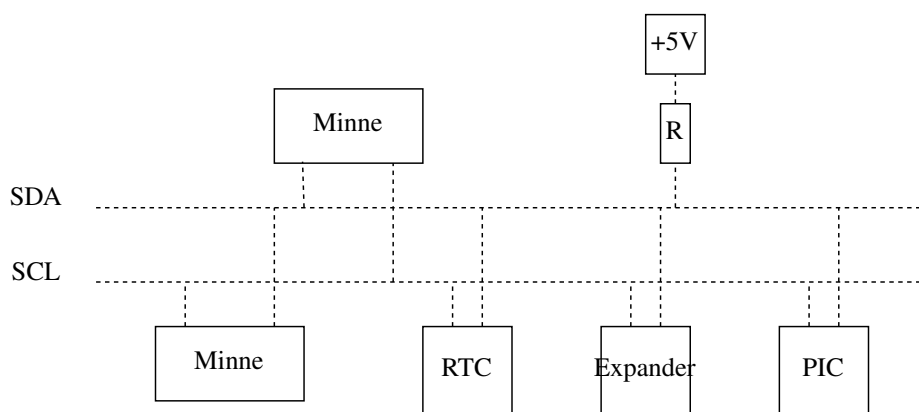 +5V
Minne
R
SDA
SCL
Minne
RTC
Expander
PIC